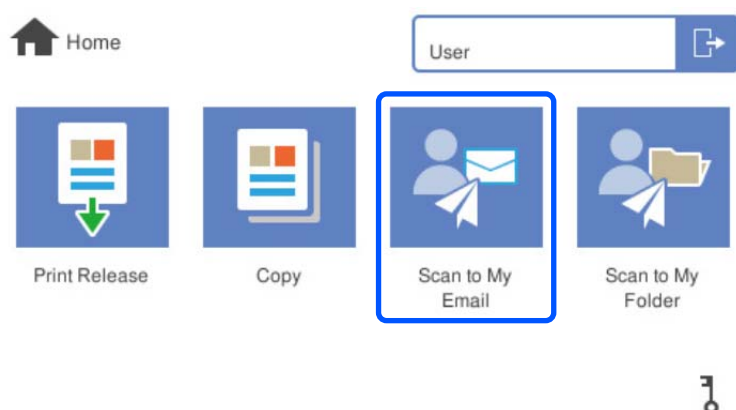 Home
User
Print Release
Copy
Scan to My
Email
Scan to My
Folder